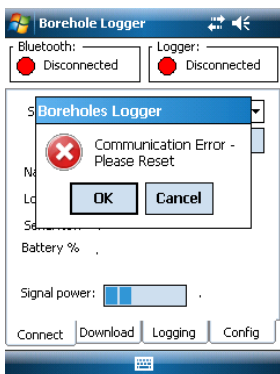 Borehole Logger
Bluetooth:
Disconnected
Logger:
Disconnected
Boreholes Logger
Communication Error -
Please Reset
OK
Cancel
Battery %
Signal power:
Connect
Download
Logging
Config